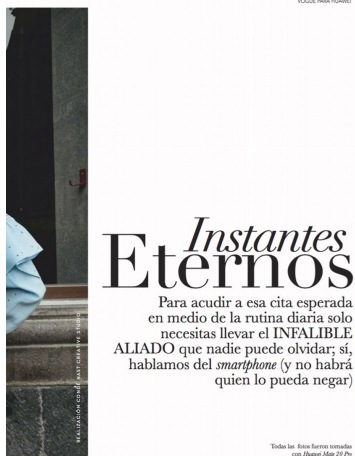 VOGUE PARA HUAWEI
Instantes
Eternos
Para acudir a esa cita esperada
en medio de la rutina diaria solo
necesitas llevar el INFALIBLE
ALIADO que nadie puede olvidar; sí,
hablamos del smartphone (y no habrá
quien lo pueda negar)
REALIZACIÓN CONDÉ NAST CREATIVE STUDIO
Todas las fotos fueron tomadas
con Huawei Mate 20 Pro